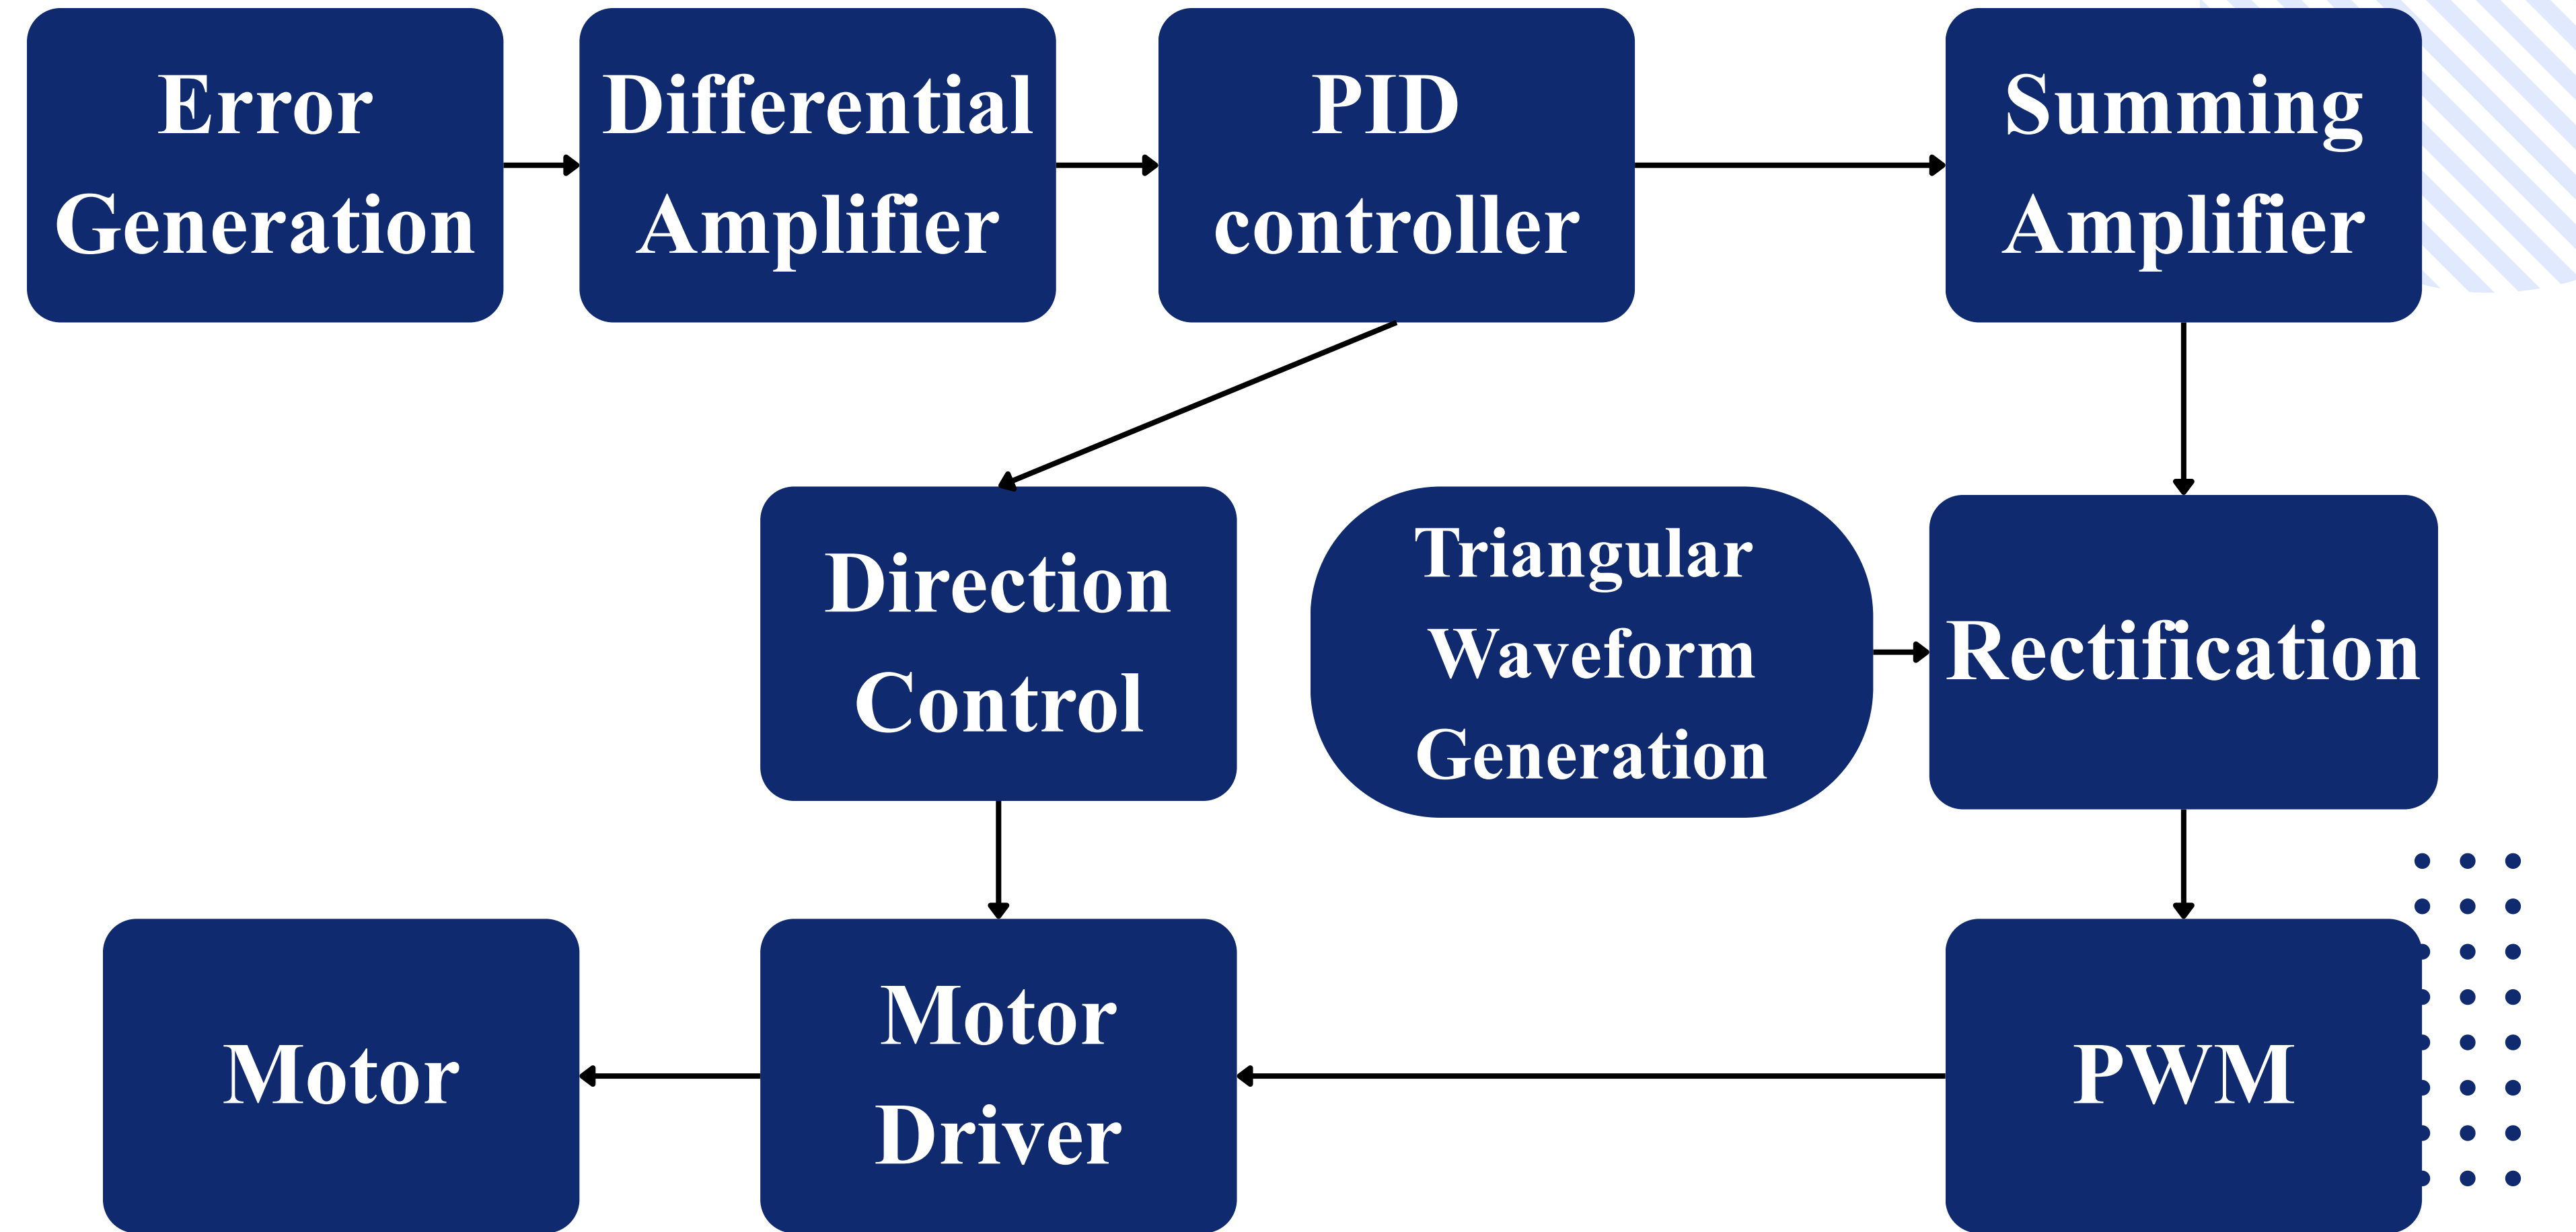 Error
Generation
Differential
Amplifier
PID
controller
Summing
Amplifier
Direction
Control
Triangular
Waveform
Generation
Rectification
Motor
Motor
Driver
PWM